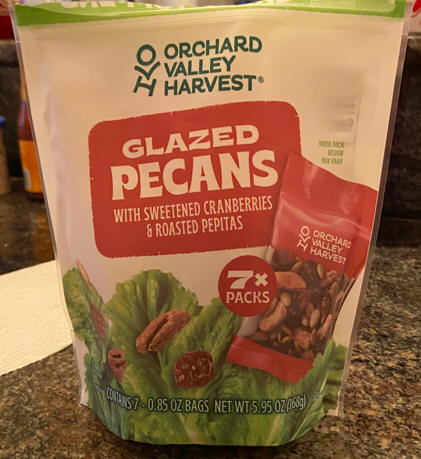 ORCHARD
VALLEY
HARVEST®
GLAZED
PECANS
WITH SWEETENED CRANBERRIES
& ROASTED PEPITAS
INNER PACK
DESIGN
MAY VARY
ORCHARD
VALLEY
HARVEST
7X
PACKS
CONTAINS 7 - 0.85 OZ BAGS NET WT 5.95 OZ (168g)